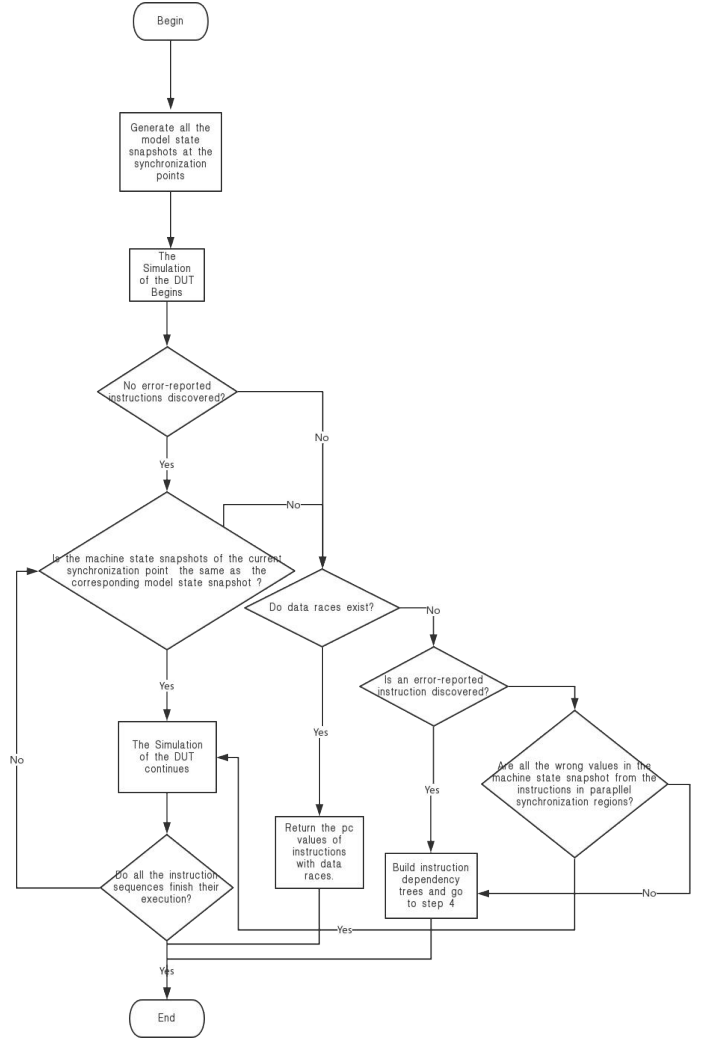 Begin
Generate all the
model state
snapshots at the
synchronization
points
The
Simulation
of the DUT
Begins
No error-reported
instructions discovered?
No
Yes
No
Is the machine state snapshots of the current
synchronization point the same as the
corresponding model state snapshot ?
Do data races exist?
No
Yes
Is an error-reported
instruction discovered?
Yes
The Simulation
of the DUT
continues
No
Are all the wrong values in the
machine state snapshot from the
instructions in parapllel
synchronization regions?
Yes
Return the pc
values of
instructions
with data
races.
Build instruction
dependency
trees and go
to step 4
No
Do all the instruction
sequences finish their
execution?
Yes
Yes
End